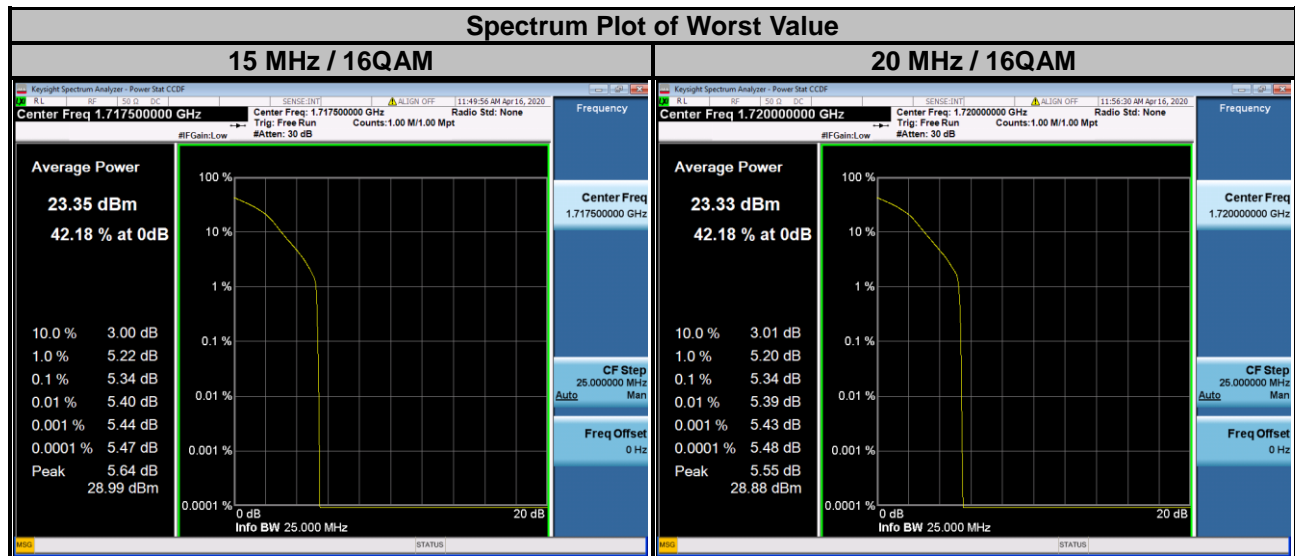 Spectrum Plot of Worst Value
15 MHz / 16QAM
Keysight Spectrum Analyzer - Power Stat CCDF
LXI RL RF 50 Ω DC SENSE:INT ALIGN OFF 11:49:56 AM Apr 16, 2020
Center Freq 1.717500000 GHz
Center Freq: 1.717500000 GHz Radio Std: None
Trig: Free Run Counts:1.00 M/1.00 Mpt
#IFGain:Low #Atten: 30 dB
Average Power
23.35 dBm
42.18 % at 0dB
10.0 % 3.00 dB
1.0 % 5.22 dB
0.1 % 5.34 dB
0.01 % 5.40 dB
0.001 % 5.44 dB
0.0001 % 5.47 dB
Peak 5.64 dB
28.99 dBm
100 %
10 %
1 %
0.1 %
0.01 %
0.001 %
0.0001 %
0 dB 20 dB
Info BW 25.000 MHz
Frequency
Center Freq
1.717500000 GHz
CF Step
25.000000 MHz
Auto Man
Freq Offset
0 Hz
MSG STATUS
20 MHz / 16QAM
Keysight Spectrum Analyzer - Power Stat CCDF
LXI RL RF 50 Ω DC SENSE:INT ALIGN OFF 11:56:30 AM Apr 16, 2020
Center Freq 1.720000000 GHz
Center Freq: 1.720000000 GHz Radio Std: None
Trig: Free Run Counts:1.00 M/1.00 Mpt
#IFGain:Low #Atten: 30 dB
Average Power
23.33 dBm
42.18 % at 0dB
10.0 % 3.01 dB
1.0 % 5.20 dB
0.1 % 5.34 dB
0.01 % 5.39 dB
0.001 % 5.43 dB
0.0001 % 5.48 dB
Peak 5.55 dB
28.88 dBm
100 %
10 %
1 %
0.1 %
0.01 %
0.001 %
0.0001 %
0 dB 20 dB
Info BW 25.000 MHz
Frequency
Center Freq
1.720000000 GHz
CF Step
25.000000 MHz
Auto Man
Freq Offset
0 Hz
MSG STATUS